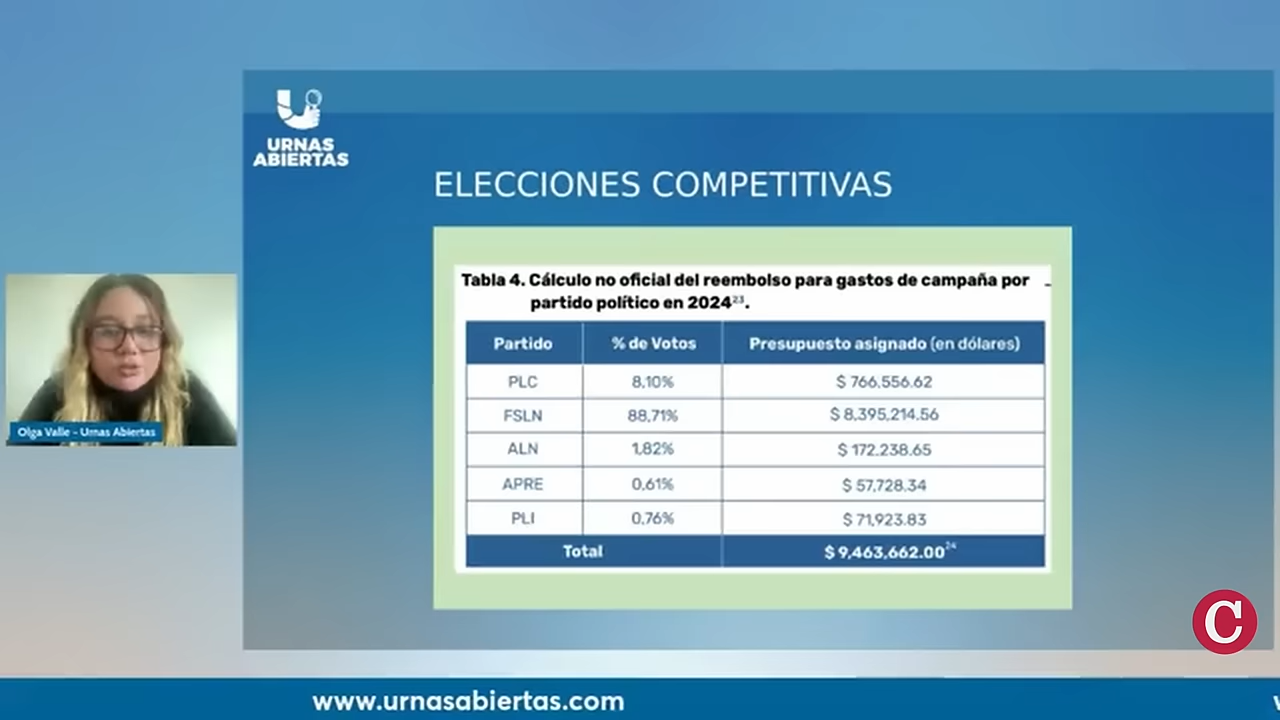 URNAS
ABIERTAS
ELECCIONES COMPETITIVAS
Tabla 4. Cálculo no oficial del reembolso para gastos de campaña por
partido político en 2024²³.
Partido % de Votos Presupuesto asignado (en dólares)
PLC 8,10% $ 766.556.62
FSLN 88,71% $ 8,395,214.56
ALN 1,82% $ 172.238.65
APRE 0,61% $ 57,728.34
PLI 0,76% $ 71,923.83
Total $ 9,463,662.00²⁴
Olga Valle - Urnas Abiertas
C
www.urnasabiertas.com